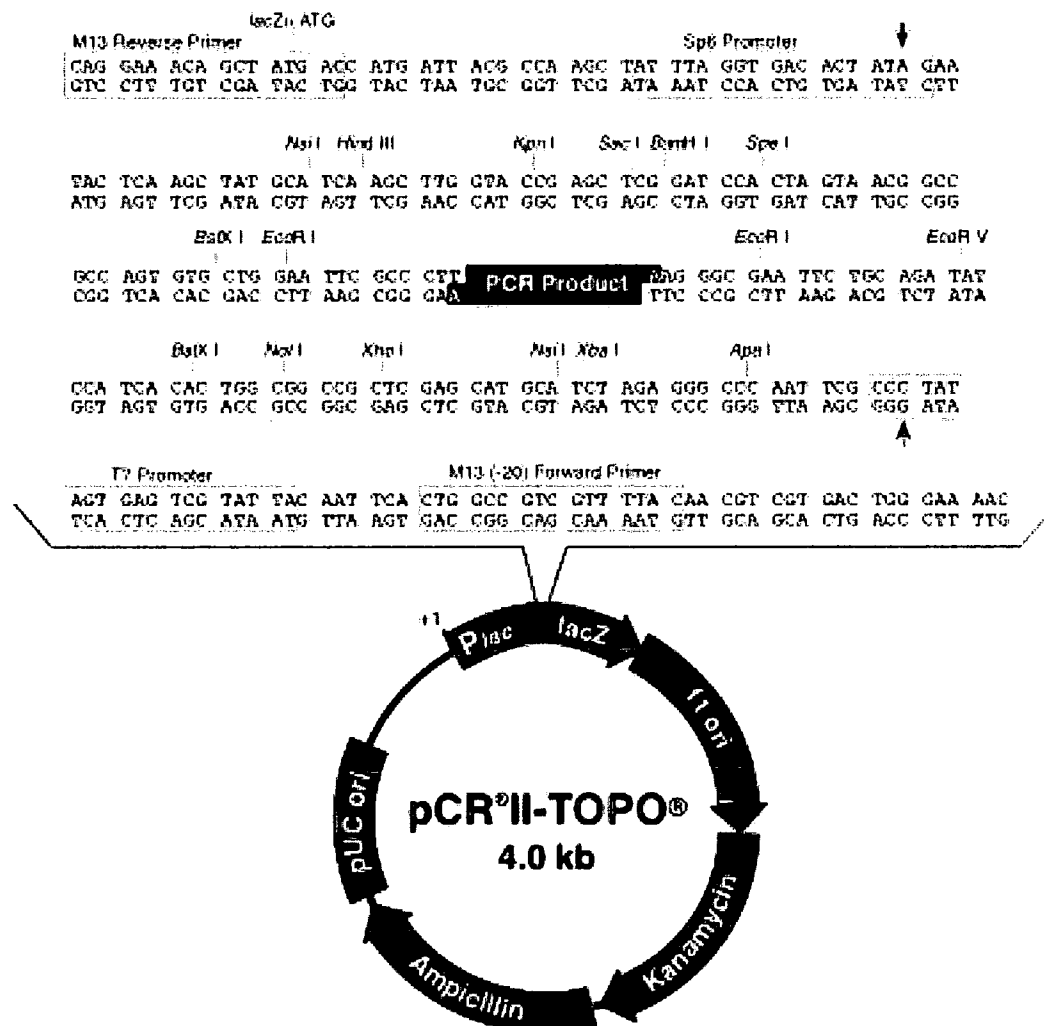 lacZα ATG
M13 Reverse Primer Sp6 Promoter
CAG GAA ACA GCT ATG ACC ATG ATT ACG CCA AGC TAT TTA GGT GAC ACT ATA GAA
GTC CTT TGT CGA TAC TGG TAC TAA TGC GGT TCG ATA AAT CCA CTG TGA TAT CTT
Nsi I Hind III Kpn I Sac I BamH I Spe I
TAC TCA AGC TAT GCA TCA AGC TTG GTA CCG AGC TCG GAT CCA CTA GTA ACG GCC
ATG AGT TCG ATA CGT AGT TCG AAC CAT GGC TCG AGC CTA GGT GAT CAT TGC CGG
BstX I EcoR I EcoR I EcoR V
GCC AGT GTG CTG GAA TTC GCC CTT PCR Product AAG GGC GAA TTC TGC AGA TAT
CGG TCA CAC GAC CTT AAG CGG GAA TTC CCG CTT AAG ACG TCT ATA
BstX I Not I Xho I Nsi I Xba I Apa I
CCA TCA CAC TGG CGG CCG CTC GAG CAT GCA TCT AGA GGG CCC AAT TCG CCC TAT
GGT AGT GTG ACC GCC GGC GAG CTC GTA CGT AGA TCT CCC GGG TTA AGC GGG ATA
T7 Promoter M13 (-20) Forward Primer
AGT GAG TCG TAT TAC AAT TCA CTG GCC GTC GTT TTA CAA CGT CGT GAC TGG GAA AAC
TCA CTC AGC ATA ATG TTA AGT GAC CGG CAG CAA AAT GTT GCA GCA CTG ACC CTT TTG
+1
P lac lacZ
f1 ori
pUC ori
pCR®II-TOPO®
4.0 kb
Kanamycin
Ampicillin